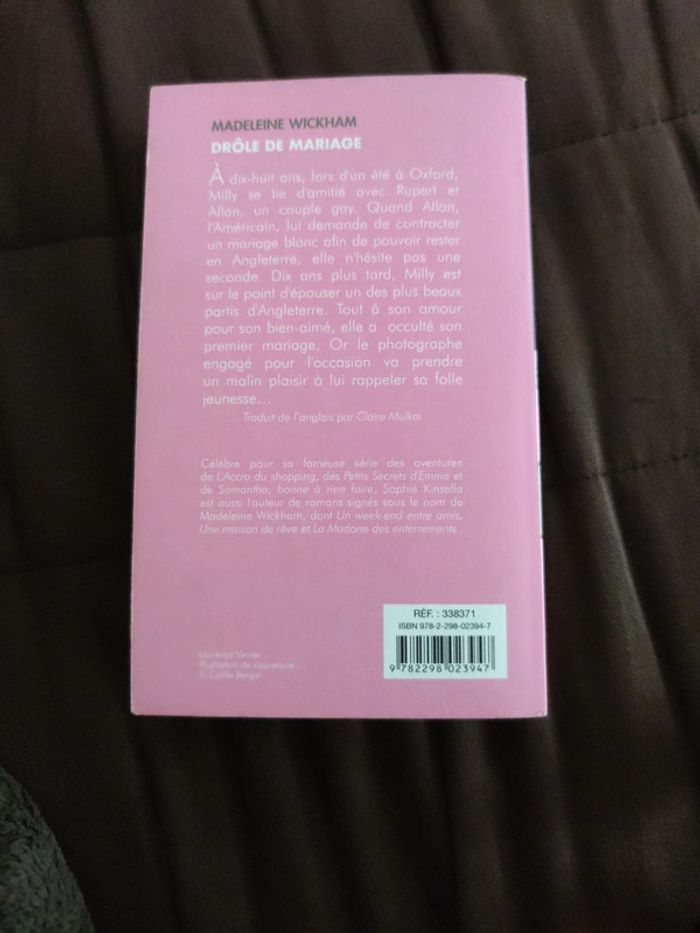 MADELEINE WICKHAM
DRÔLE DE MARIAGE
À dix-huit ans, lors d'un été à Oxford,
Milly se lie d'amitié avec Rupert et
Allan, un couple gay. Quand Allan,
l'Américain, lui demande de contracter
un mariage blanc afin de pouvoir rester
en Angleterre, elle n'hésite pas une
seconde. Dix ans plus tard, Milly est
sur le point d'épouser un des plus beaux
partis d'Angleterre. Tout à son amour
pour son bien-aimé, elle a occulté son
premier mariage. Or le photographe
engagé pour l'occasion va prendre
un malin plaisir à lui rappeler sa folle
jeunesse...
Traduit de l'anglais par Claire Mulkai
Célèbre pour sa fameuse série des aventures
de L'Accro du shopping, des Petits Secrets d'Emma et
de Samantha, bonne à rien faire, Sophie Kinsella
est aussi l'auteur de romans signés sous le nom de
Madeleine Wickham, dont Un week-end entre amis,
Une maison de rêve et La Madone des enterrements.
RÉF. : 338371
ISBN 978-2-298-02394-7
9 782298 023947
Laurence Verrier
Illustration de couverture :
© Cyrille Berger